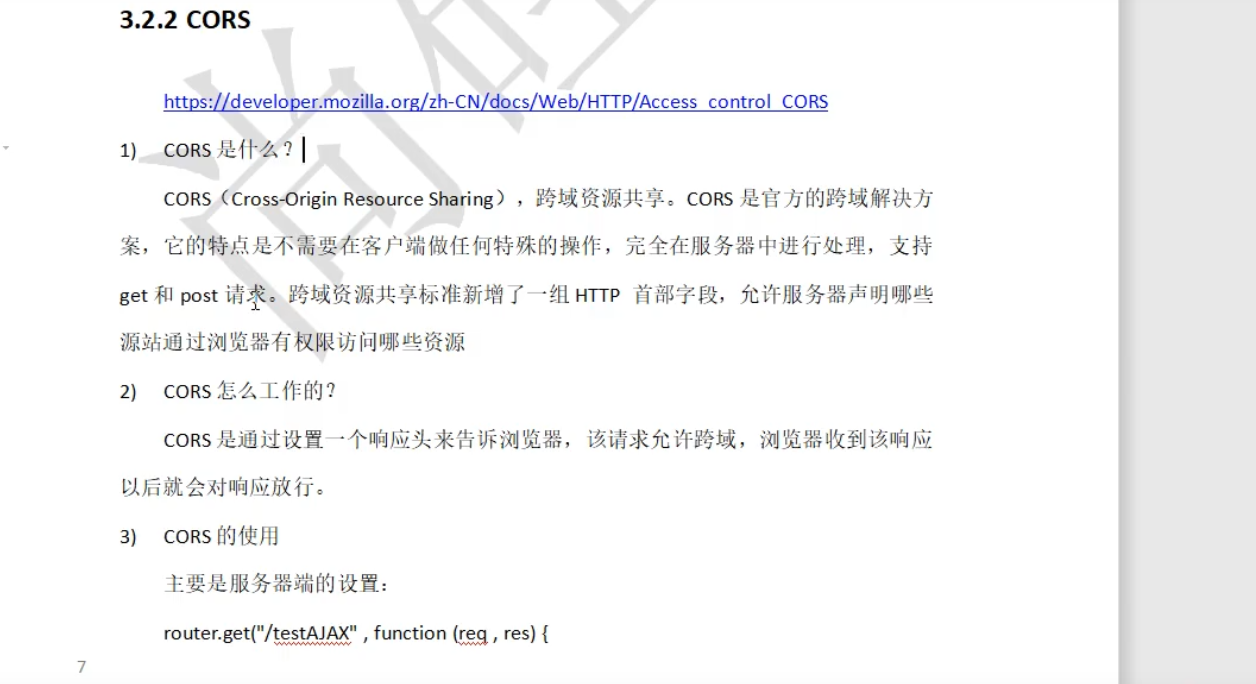 3.2.2 CORS
https://developer.mozilla.org/zh-CN/docs/Web/HTTP/Access_control_CORS
1) CORS 是什么？
CORS（Cross-Origin Resource Sharing），跨域资源共享。CORS 是官方的跨域解决方
案，它的特点是不需要在客户端做任何特殊的操作，完全在服务器中进行处理，支持
get 和 post 请求。跨域资源共享标准新增了一组 HTTP 首部字段，允许服务器声明哪些
源站通过浏览器有权限访问哪些资源
2) CORS 怎么工作的？
CORS 是通过设置一个响应头来告诉浏览器，该请求允许跨域，浏览器收到该响应
以后就会对响应放行。
3) CORS 的使用
主要是服务器端的设置：
router.get("/testAJAX" , function (req , res) {
7